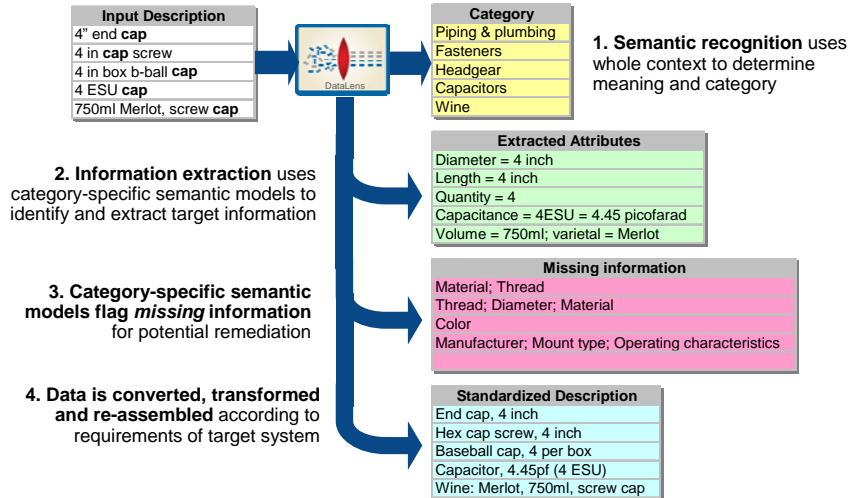 Input Description
4" end cap
4 in cap screw
4 in box b-ball cap
4 ESU cap
750ml Merlot, screw cap
DataLens
Category
Piping & plumbing
Fasteners
Headgear
Capacitors
Wine
1. Semantic recognition uses
whole context to determine
meaning and category
2. Information extraction uses
category-specific semantic models to
identify and extract target information
Extracted Attributes
Diameter = 4 inch
Length = 4 inch
Quantity = 4
Capacitance = 4ESU = 4.45 picofarad
Volume = 750ml; varietal = Merlot
3. Category-specific semantic
models flag missing information
for potential remediation
Missing information
Material; Thread
Thread; Diameter; Material
Color
Manufacturer; Mount type; Operating characteristics
4. Data is converted, transformed
and re-assembled according to
requirements of target system
Standardized Description
End cap, 4 inch
Hex cap screw, 4 inch
Baseball cap, 4 per box
Capacitor, 4.45pf (4 ESU)
Wine: Merlot, 750ml, screw cap